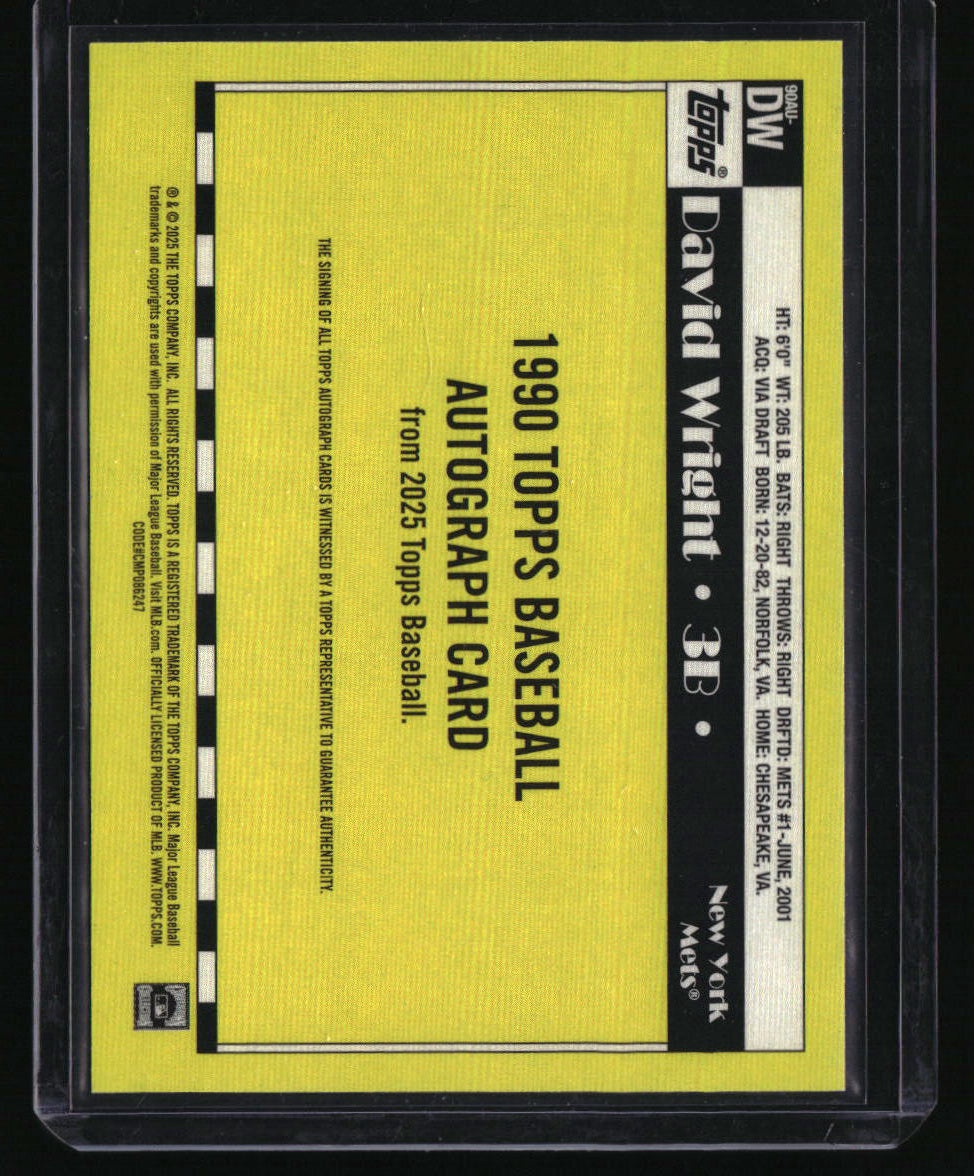 90AU-
DW
HT: 6'0" WT: 205 LB. BATS: RIGHT THROWS: RIGHT DRFTD: METS #1-JUNE, 2001
ACQ: VIA DRAFT BORN: 12-20-82, NORFOLK, VA. HOME: CHESAPEAKE, VA.
topps®
David Wright • 3B •
New York
Mets®
1990 TOPPS BASEBALL
AUTOGRAPH CARD
from 2025 Topps Baseball.
THE SIGNING OF ALL TOPPS AUTOGRAPH CARDS IS WITNESSED BY A TOPPS REPRESENTATIVE TO GUARANTEE AUTHENTICITY.
® & © 2025 THE TOPPS COMPANY, INC. ALL RIGHTS RESERVED. TOPPS IS A REGISTERED TRADEMARK OF THE TOPPS COMPANY, INC. Major League Baseball
trademarks and copyrights are used with permission of Major League Baseball. Visit MLB.com. OFFICIALLY LICENSED PRODUCT OF MLB. WWW.TOPPS.COM.
CODE#CMP086247